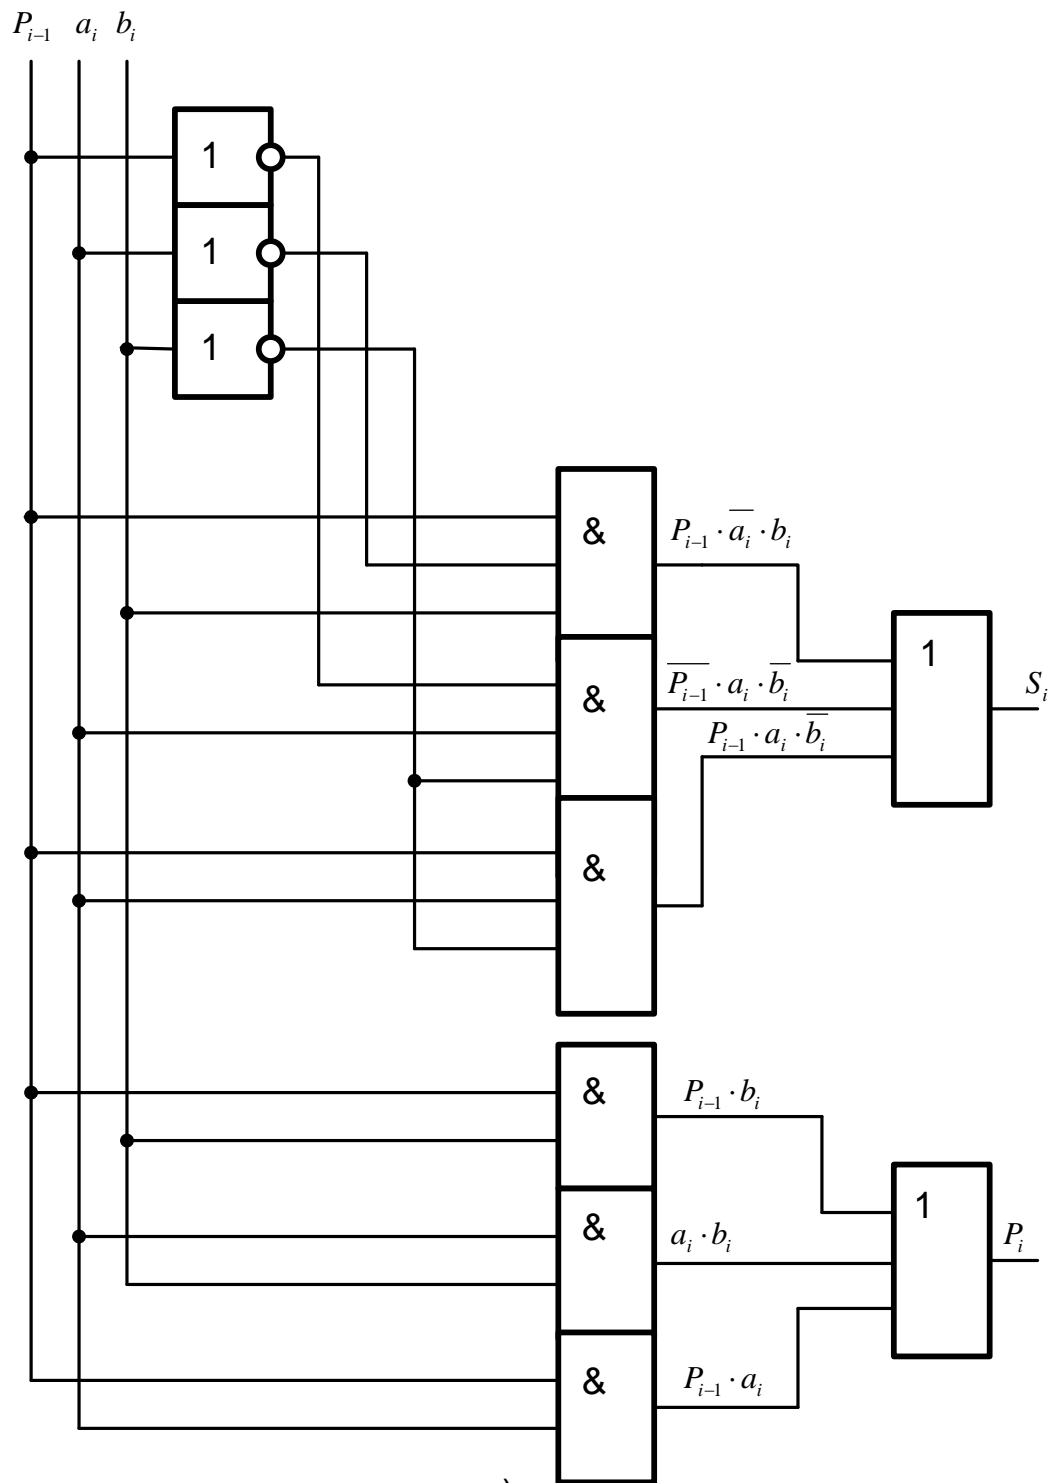 P_{i-1} a_i b_i
1
1
1
&
P_{i-1} · \overline{a_i} · b_i
1
&
\overline{P_{i-1}} · a_i · \overline{b_i}
S_i
P_{i-1} · a_i · \overline{b_i}
&
&
P_{i-1} · b_i
1
&
a_i · b_i
P_i
&
P_{i-1} · a_i